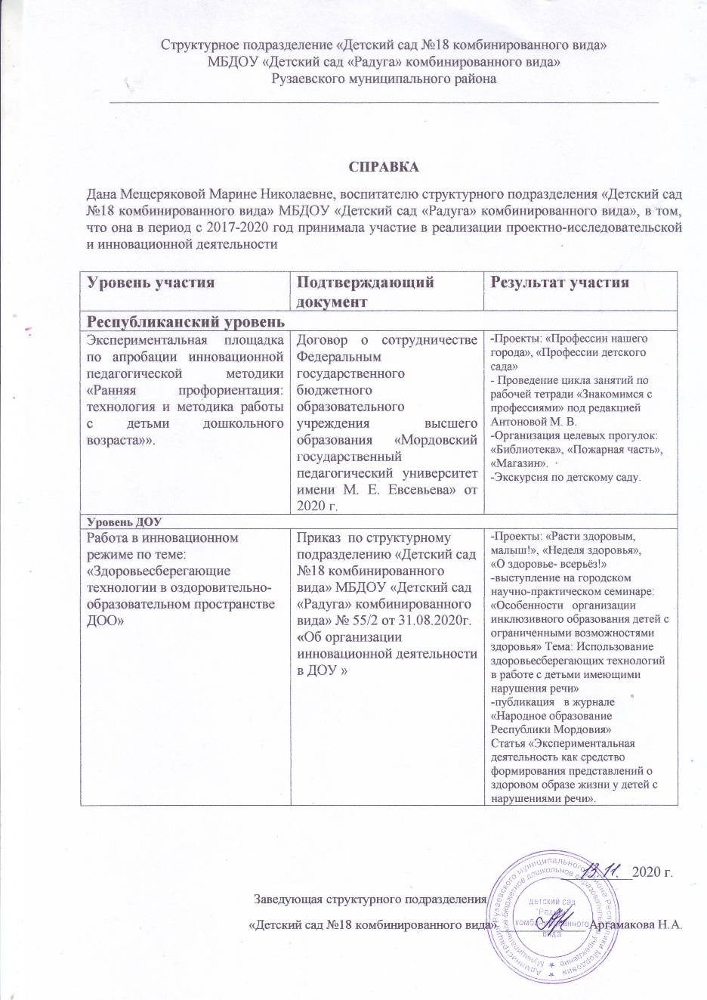 Структурное подразделение «Детский сад №18 комбинированного вида»
МБДОУ «Детский сад «Радуга» комбинированного вида»
Рузаевского муниципального района
СПРАВКА
Дана Мещеряковой Марине Николаевне, воспитателю структурного подразделения «Детский сад
№18 комбинированного вида» МБДОУ «Детский сад «Радуга» комбинированного вида», в том,
что она в период с 2017-2020 год принимала участие в реализации проектно-исследовательской
и инновационной деятельности
Уровень участия
Подтверждающий
документ
Результат участия
Республиканский уровень
Экспериментальная площадка
по апробации инновационной
педагогической методики
«Ранняя профориентация:
технология и методика работы
с детьми дошкольного
возраста»».
Договор о сотрудничестве
Федеральным
государственного
бюджетного
образовательного
учреждения высшего
образования «Мордовский
государственный
педагогический университет
имени М. Е. Евсевьева» от
2020 г.
-Проекты: «Профессии нашего
города», «Профессии детского
сада»
- Проведение цикла занятий по
рабочей тетради «Знакомимся с
профессиями» под редакцией
Антоновой М. В.
-Организация целевых прогулок:
«Библиотека», «Пожарная часть»,
«Магазин».
-Экскурсия по детскому саду.
Уровень ДОУ
Работа в инновационном
режиме по теме:
«Здоровьесберегающие
технологии в оздоровительно-
образовательном пространстве
ДОО»
Приказ по структурному
подразделению «Детский сад
№18 комбинированного
вида» МБДОУ «Детский сад
«Радуга» комбинированного
вида» № 55/2 от 31.08.2020г.
«Об организации
инновационной деятельности
в ДОУ »
-Проекты: «Расти здоровым,
малыш!», «Неделя здоровья»,
«О здоровье- всерьёз!»
-выступление на городском
научно-практическом семинаре:
«Особенности организации
инклюзивного образования детей с
ограниченными возможностями
здоровья» Тема: Использование
здоровьесберегающих технологий
в работе с детьми имеющими
нарушения речи»
-публикация в журнале
«Народное образование
Республики Мордовия»
Статья «Экспериментальная
деятельность как средство
формирования представлений о
здоровом образе жизни у детей с
нарушениями речи».
13.11. 2020 г.
Заведующая структурного подразделения
«Детский сад №18 комбинированного вида» Аргамакова Н.А.
Администрация Рузаевского муниципального района Республики Мордовия
Муниципальное бюджетное дошкольное образовательное учреждение
детский сад
"Радуга"
комбинированного
вида